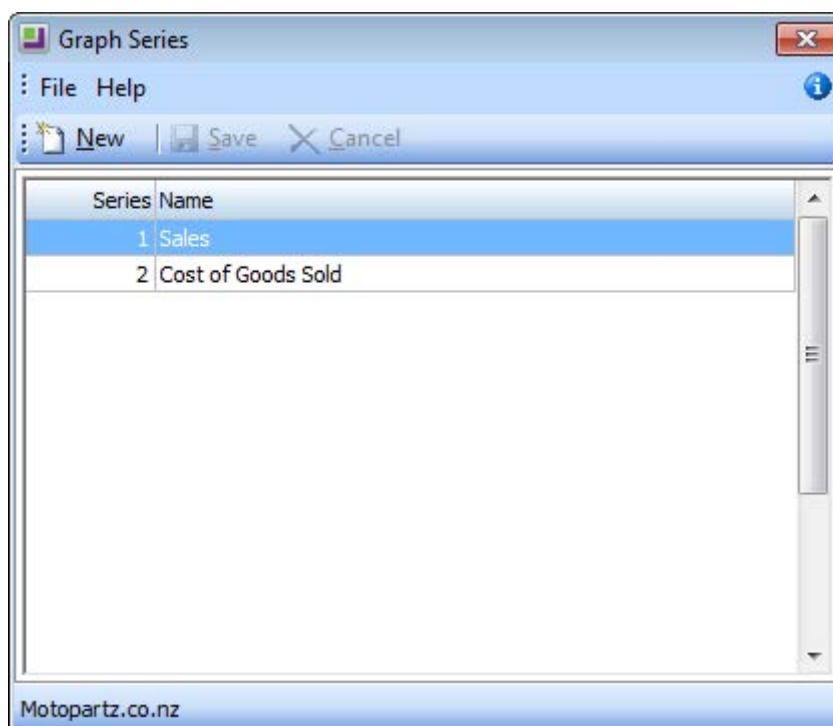 Graph Series
File Help
New Save Cancel
Series Name
1 Sales
2 Cost of Goods Sold
Motopartz.co.nz